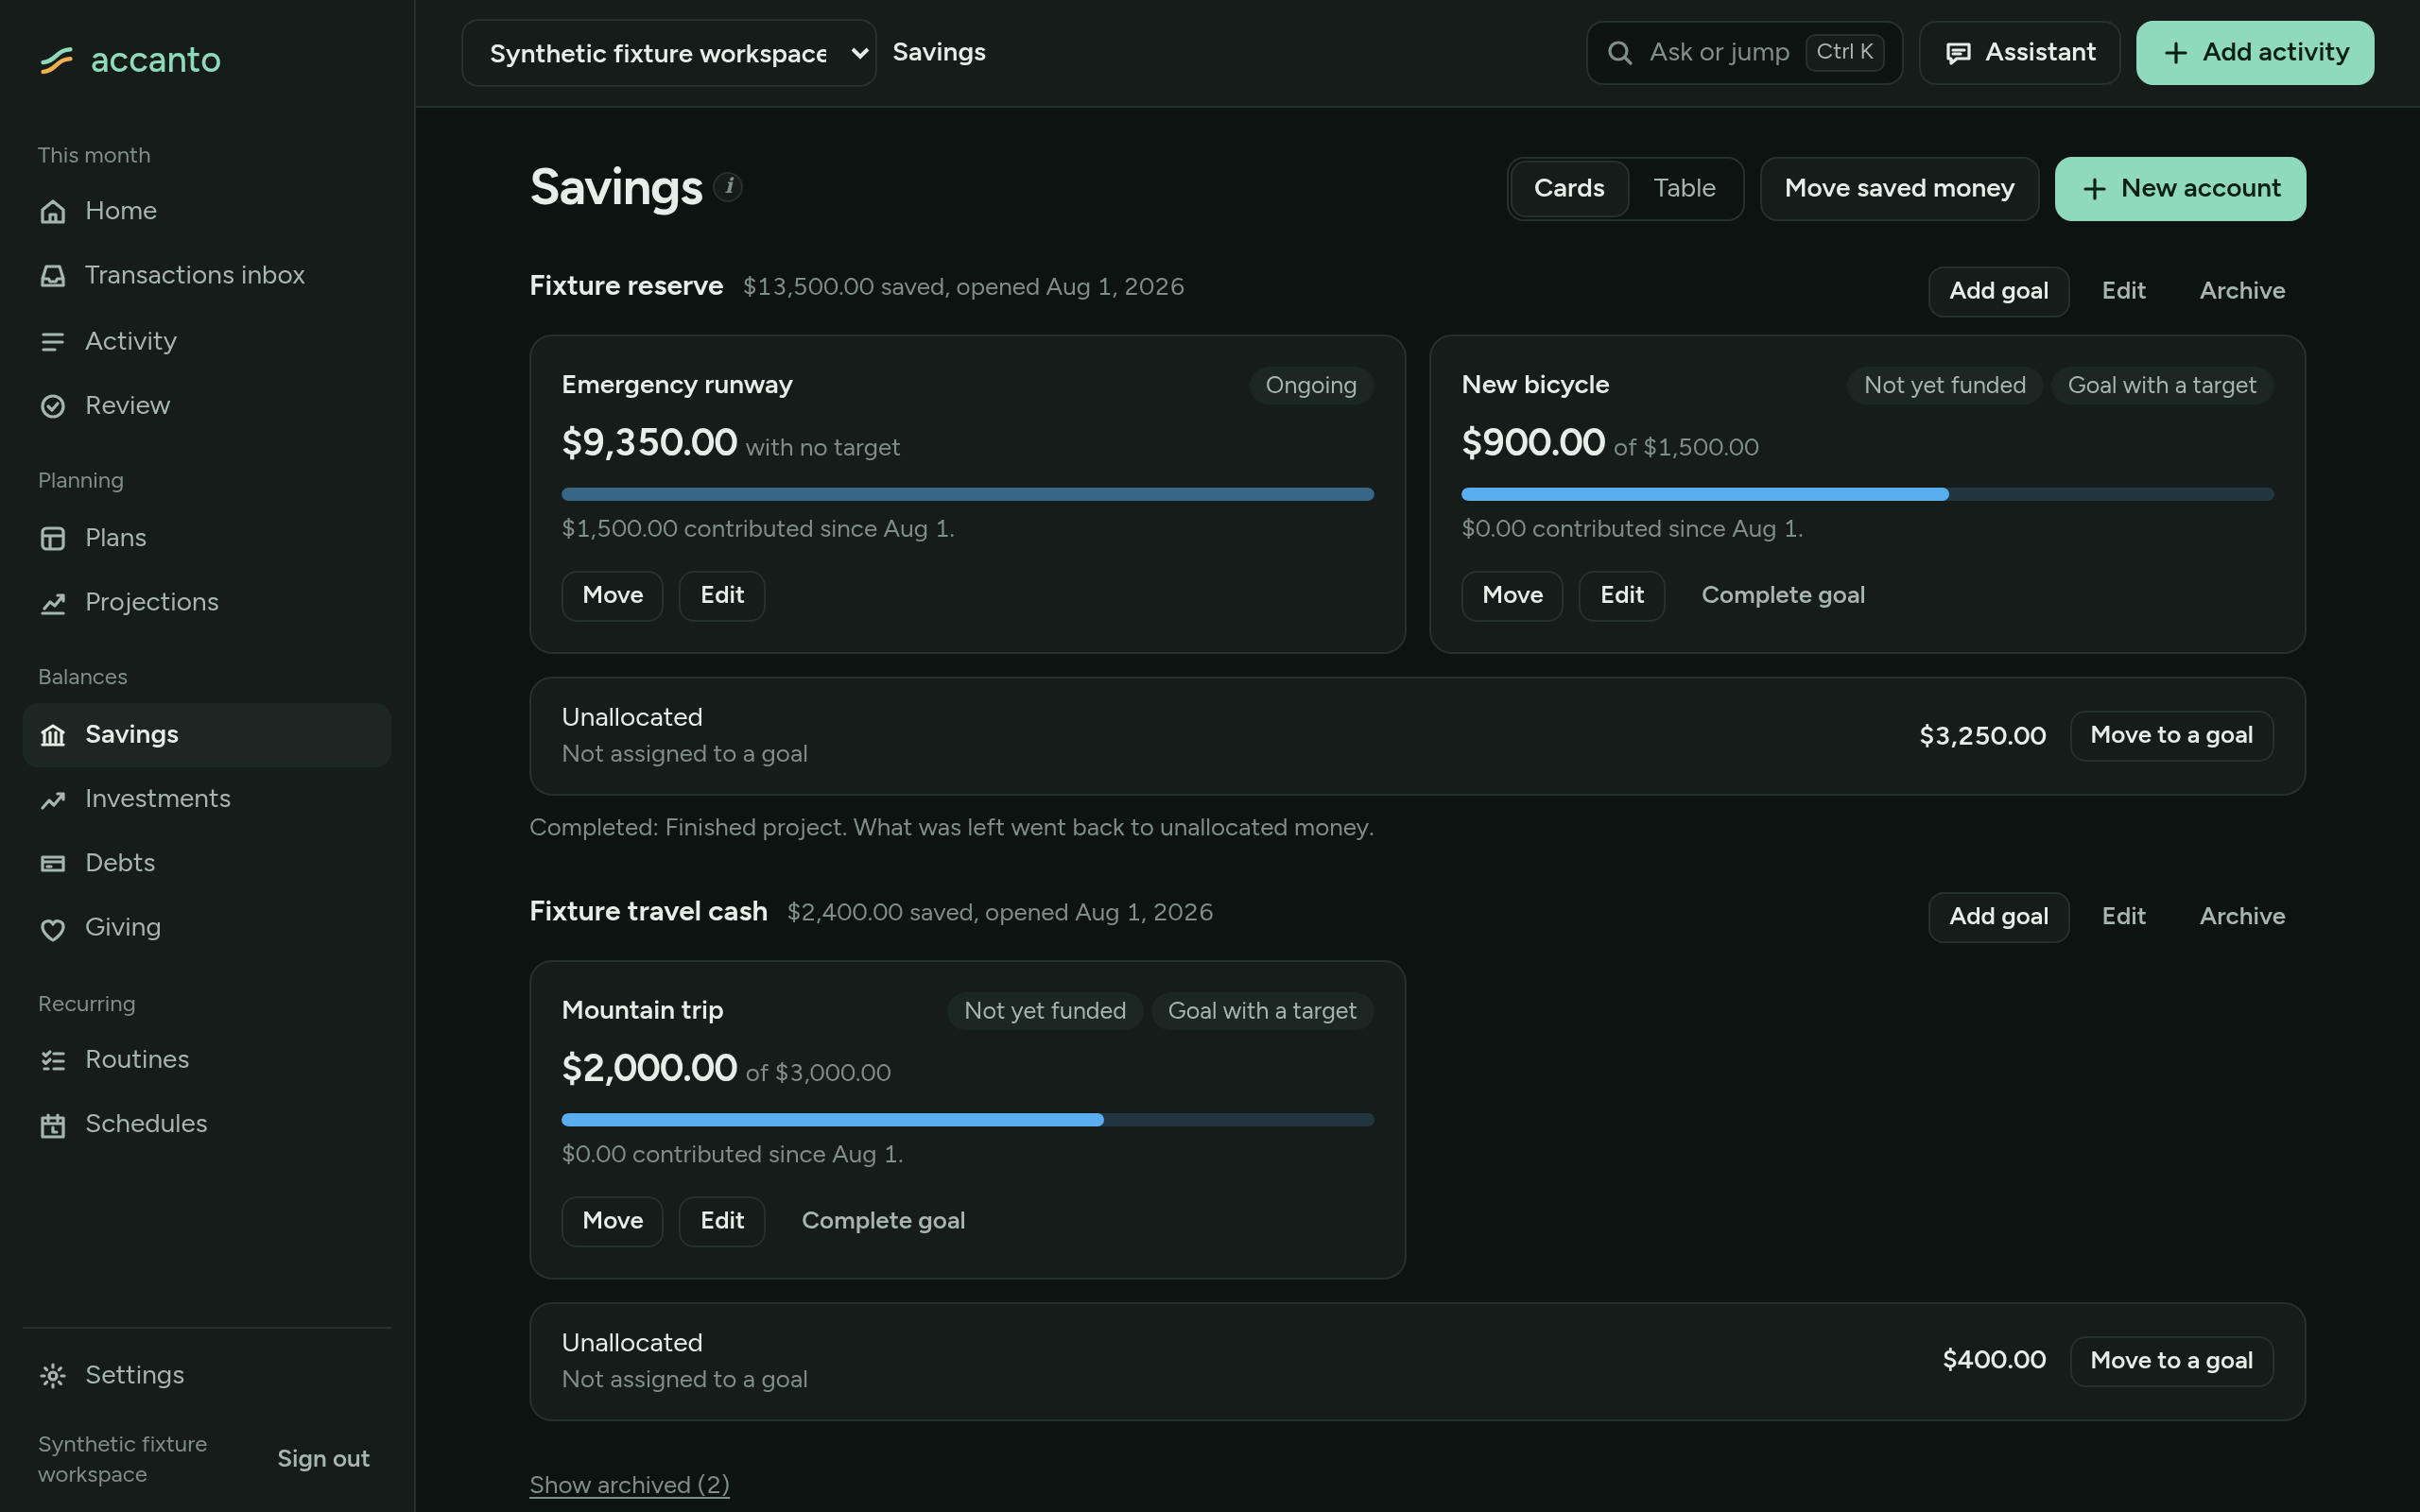 accanto
This month
Home
Transactions inbox
Activity
Review
Planning
Plans
Projections
Balances
Savings
Investments
Debts
Giving
Recurring
Routines
Schedules
Settings
Synthetic fixture
workspace
Sign out
Synthetic fixture workspace
Savings
Ask or jump
Ctrl K
Assistant
Add activity
Savings
i
Cards
Table
Move saved money
New account
Fixture reserve $13,500.00 saved, opened Aug 1, 2026
Add goal
Edit
Archive
Emergency runway
Ongoing
$9,350.00 with no target
$1,500.00 contributed since Aug 1.
Move
Edit
New bicycle
Not yet funded
Goal with a target
$900.00 of $1,500.00
$0.00 contributed since Aug 1.
Move
Edit
Complete goal
Unallocated
Not assigned to a goal
$3,250.00
Move to a goal
Completed: Finished project. What was left went back to unallocated money.
Fixture travel cash $2,400.00 saved, opened Aug 1, 2026
Add goal
Edit
Archive
Mountain trip
Not yet funded
Goal with a target
$2,000.00 of $3,000.00
$0.00 contributed since Aug 1.
Move
Edit
Complete goal
Unallocated
Not assigned to a goal
$400.00
Move to a goal
Show archived (2)